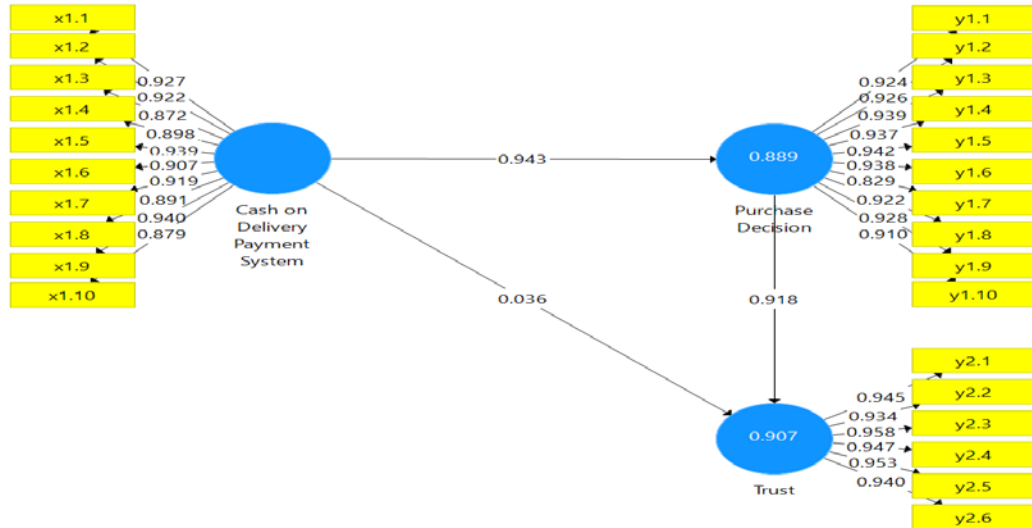 x1.1
x1.2
x1.3
x1.4
x1.5
x1.6
x1.7
x1.8
x1.9
x1.10
0.927
0.922
0.872
0.898
0.939
0.907
0.919
0.891
0.940
0.879
Cash on
Delivery
Payment
System
0.943
0.036
0.889
Purchase
Decision
0.918
0.924
0.926
0.939
0.937
0.942
0.938
0.829
0.922
0.928
0.910
y1.1
y1.2
y1.3
y1.4
y1.5
y1.6
y1.7
y1.8
y1.9
y1.10
0.907
Trust
0.945
0.934
0.958
0.947
0.953
0.940
y2.1
y2.2
y2.3
y2.4
y2.5
y2.6